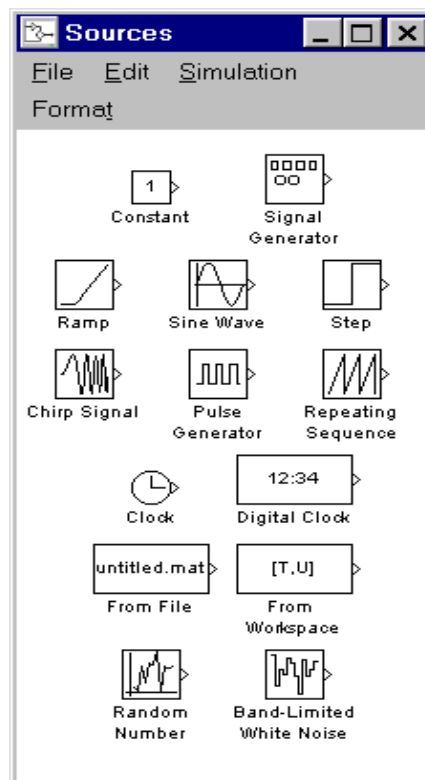 Sources
File Edit Simulation
Format
1
Constant
Signal
Generator
Ramp
Sine Wave
Step
Chirp Signal
Pulse
Generator
Repeating
Sequence
Clock
12:34
Digital Clock
untitled.mat
From File
[T,U]
From
Workspace
Random
Number
Band-Limited
White Noise